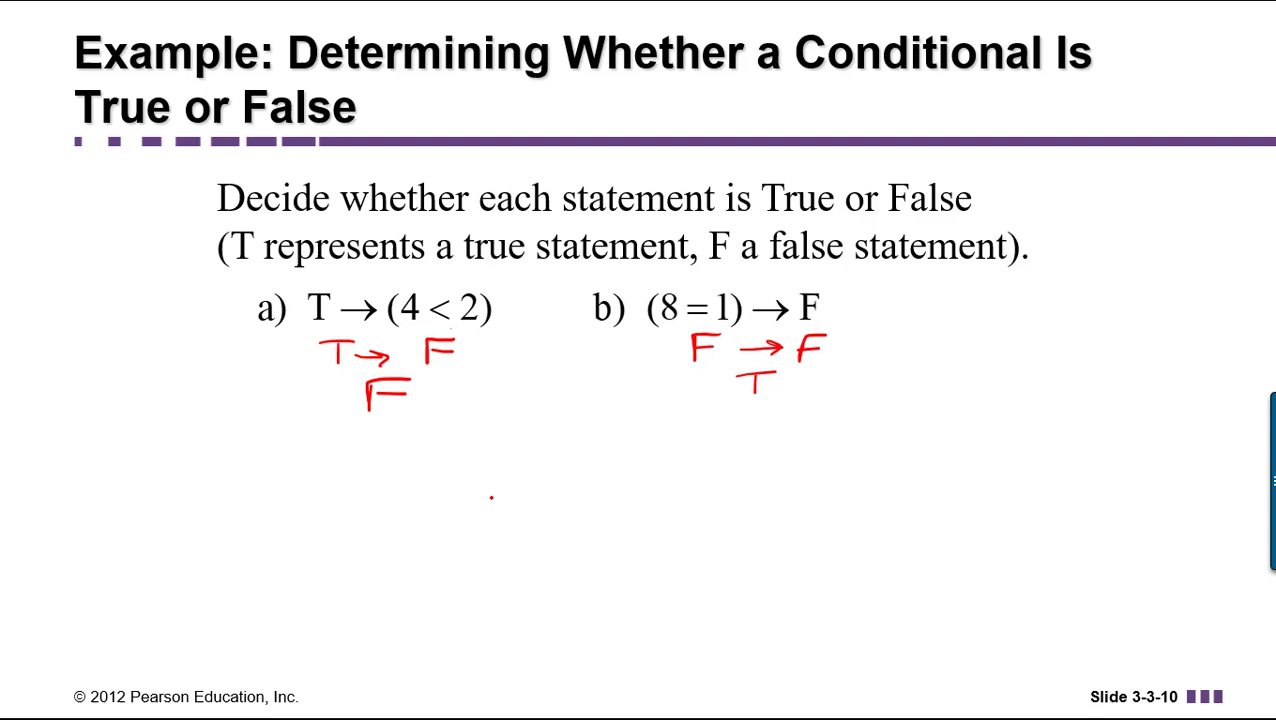 Example: Determining Whether a Conditional Is
True or False
Decide whether each statement is True or False
(T represents a true statement, F a false statement).
a) T → (4 < 2) b) (8 = 1) → F
T → F F → F
F T
© 2012 Pearson Education, Inc. Slide 3-3-10